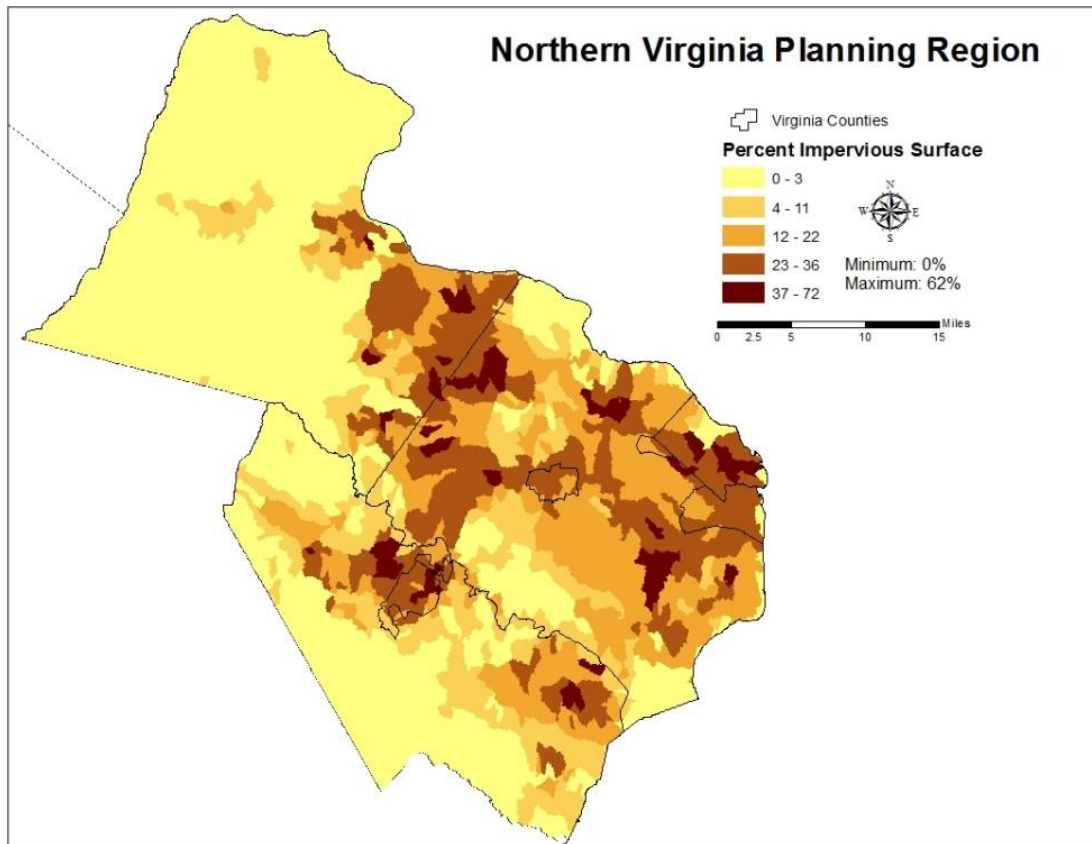 Northern Virginia Planning Region
Virginia Counties
Percent Impervious Surface
0 - 3
4 - 11
12 - 22
23 - 36
37 - 72
N
W E
S
Minimum: 0%
Maximum: 62%
Miles
0 2.5 5 10 15